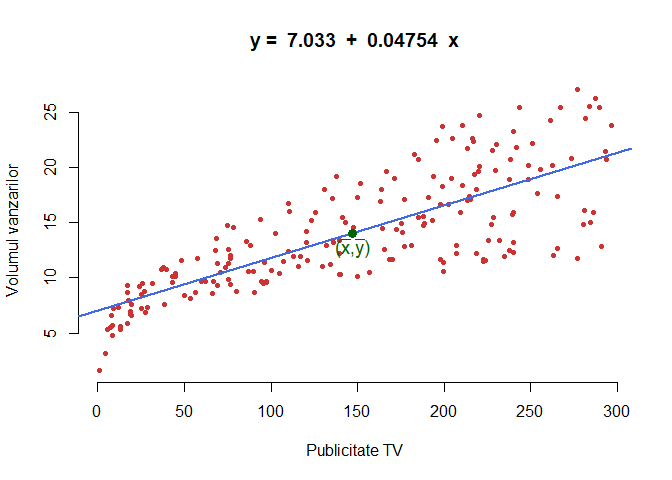 y = 7.033 + 0.04754 x
Volumul vanzarilor
25
20
15
10
5
(x̅,y̅)
0 50 100 150 200 250 300
Publicitate TV